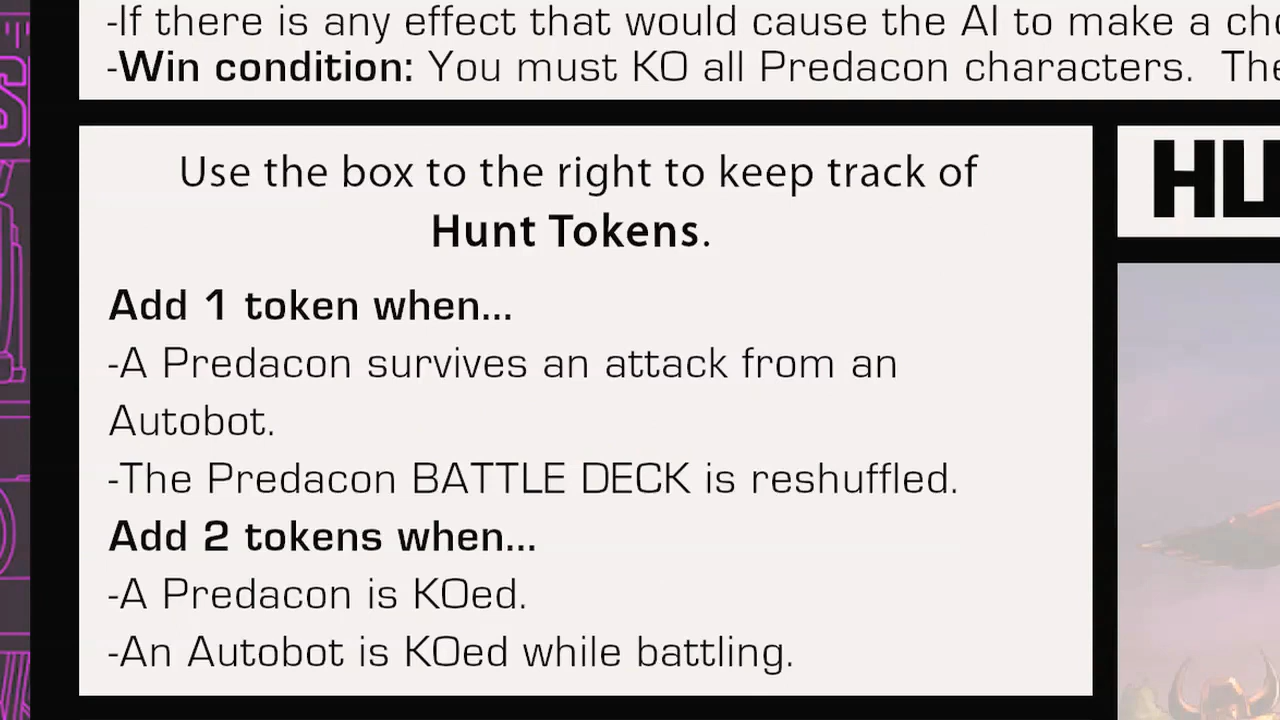 -If there is any effect that would cause the AI to make a
-Win condition: You must KO all Predacon characters.
Use the box to the right to keep track of
Hunt Tokens.
Add 1 token when...
-A Predacon survives an attack from an
Autobot.
-The Predacon BATTLE DECK is reshuffled.
Add 2 tokens when...
-A Predacon is KOed.
-An Autobot is KOed while battling.